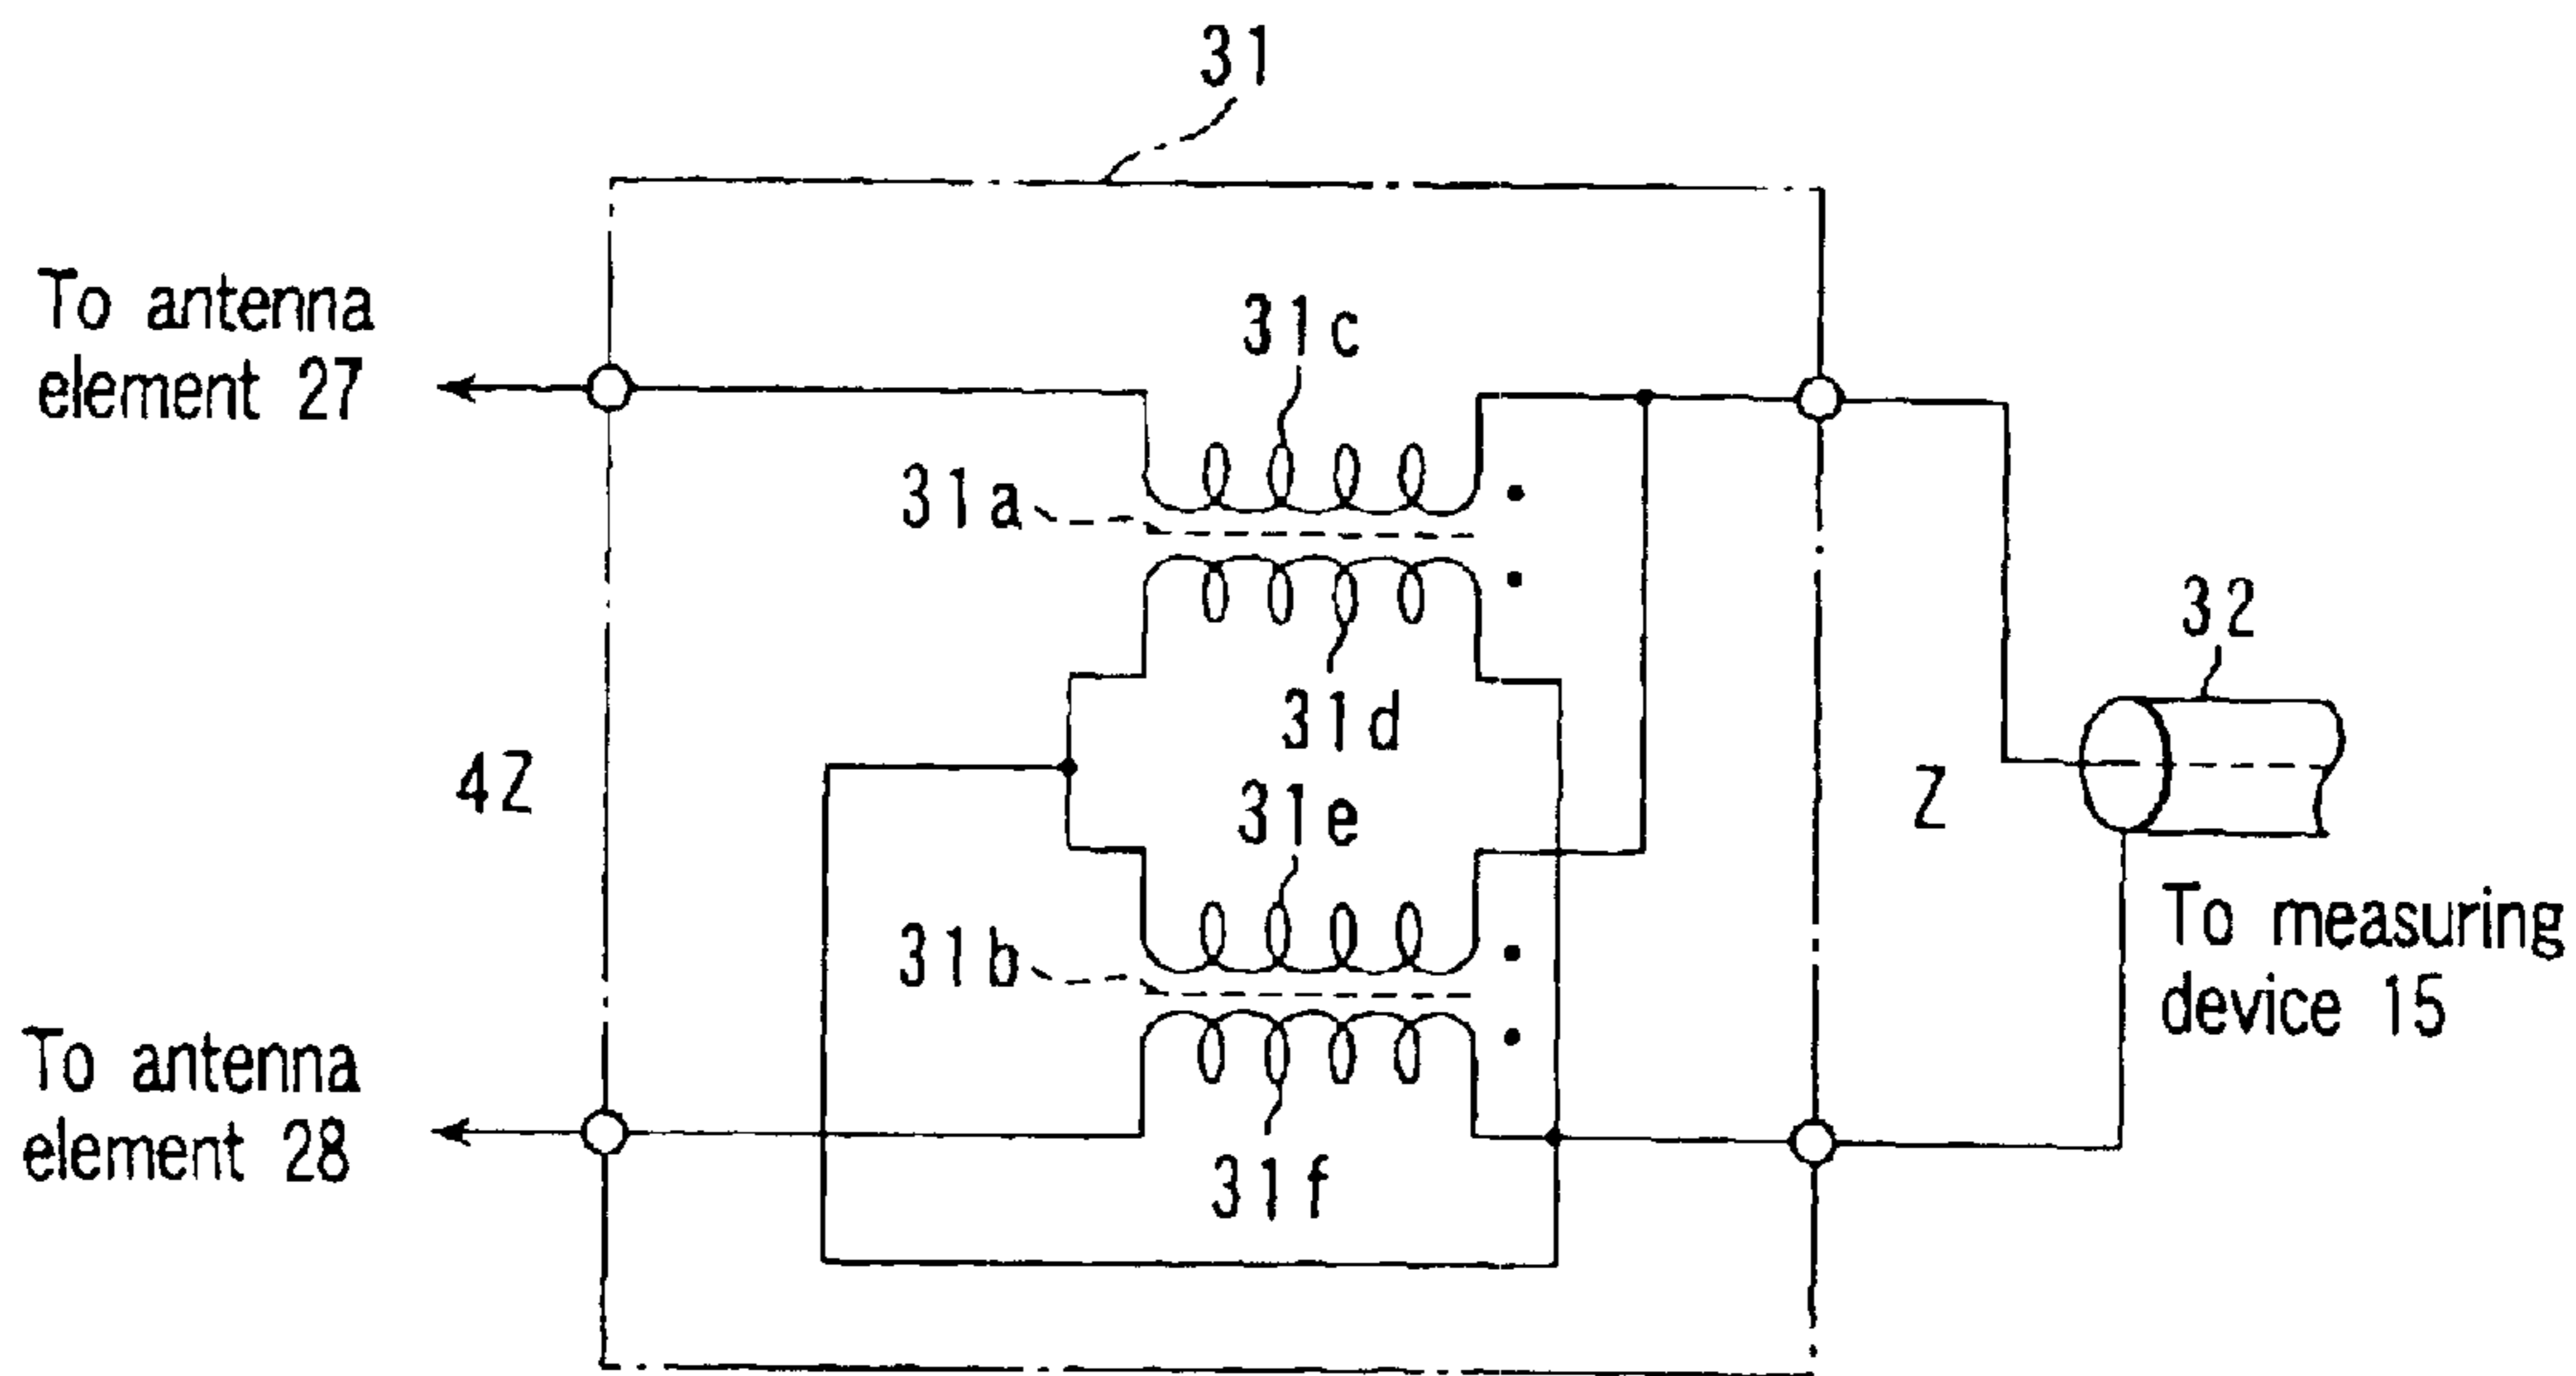 31
To antenna
element 27
31c
31a
31d
32
4Z
31e
Z
31b
To measuring
device 15
To antenna
element 28
31f